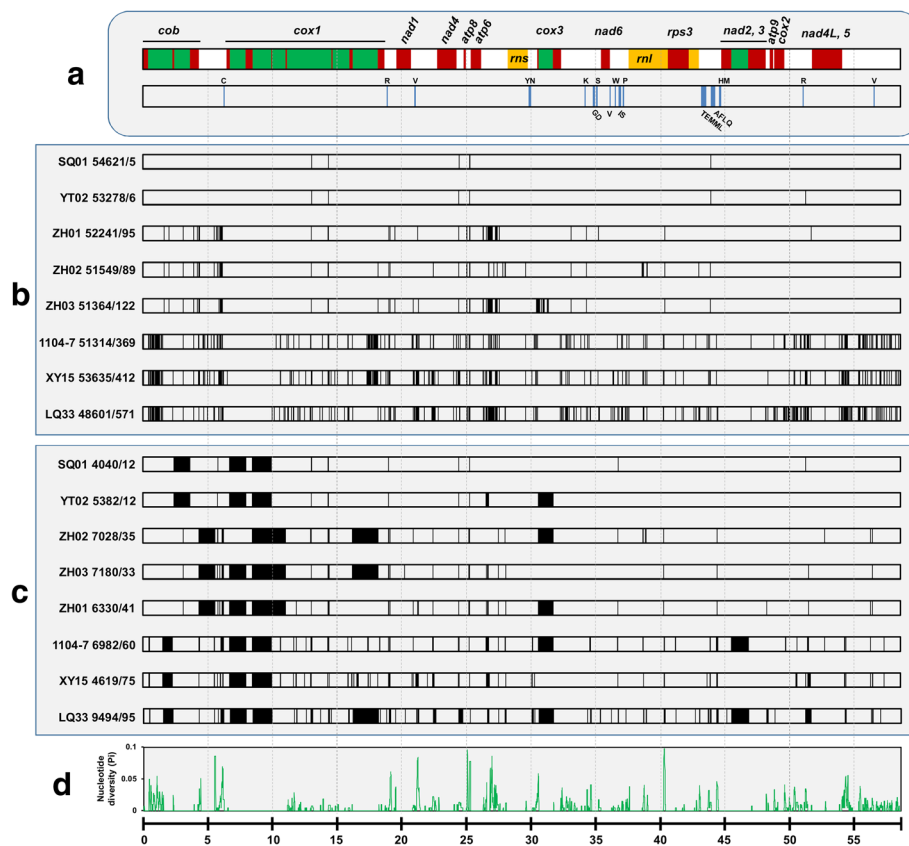 cob cox1 nad1 nad4 atp8 atp6 cox3 nad6 rps3 nad2, 3 atp9 cox2 nad4L, 5
a
rns rnl
C R V YN K S W P HM R V
GD V IS TEMML AFLQ
b
SQ01 54621/5
YT02 53278/6
ZH01 52241/95
ZH02 51549/89
ZH03 51364/122
1104-7 51314/369
XY15 53635/412
LQ33 48601/571
c
SQ01 4040/12
YT02 5382/12
ZH02 7028/35
ZH03 7180/33
ZH01 6330/41
1104-7 6982/60
XY15 4619/75
LQ33 9494/95
d
Nucleotide
diversity (Pi)
0.1
0.05
0
0 5 10 15 20 25 30 35 40 45 50 55